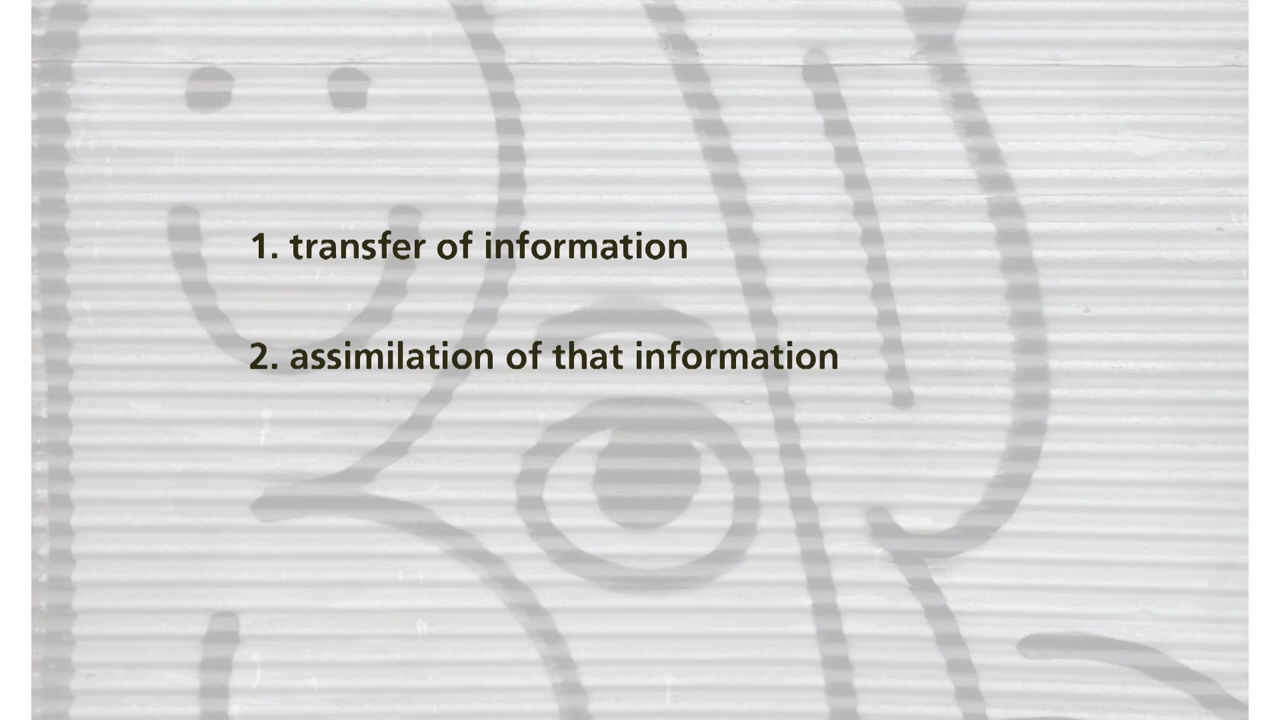 1. transfer of information
2. assimilation of that information